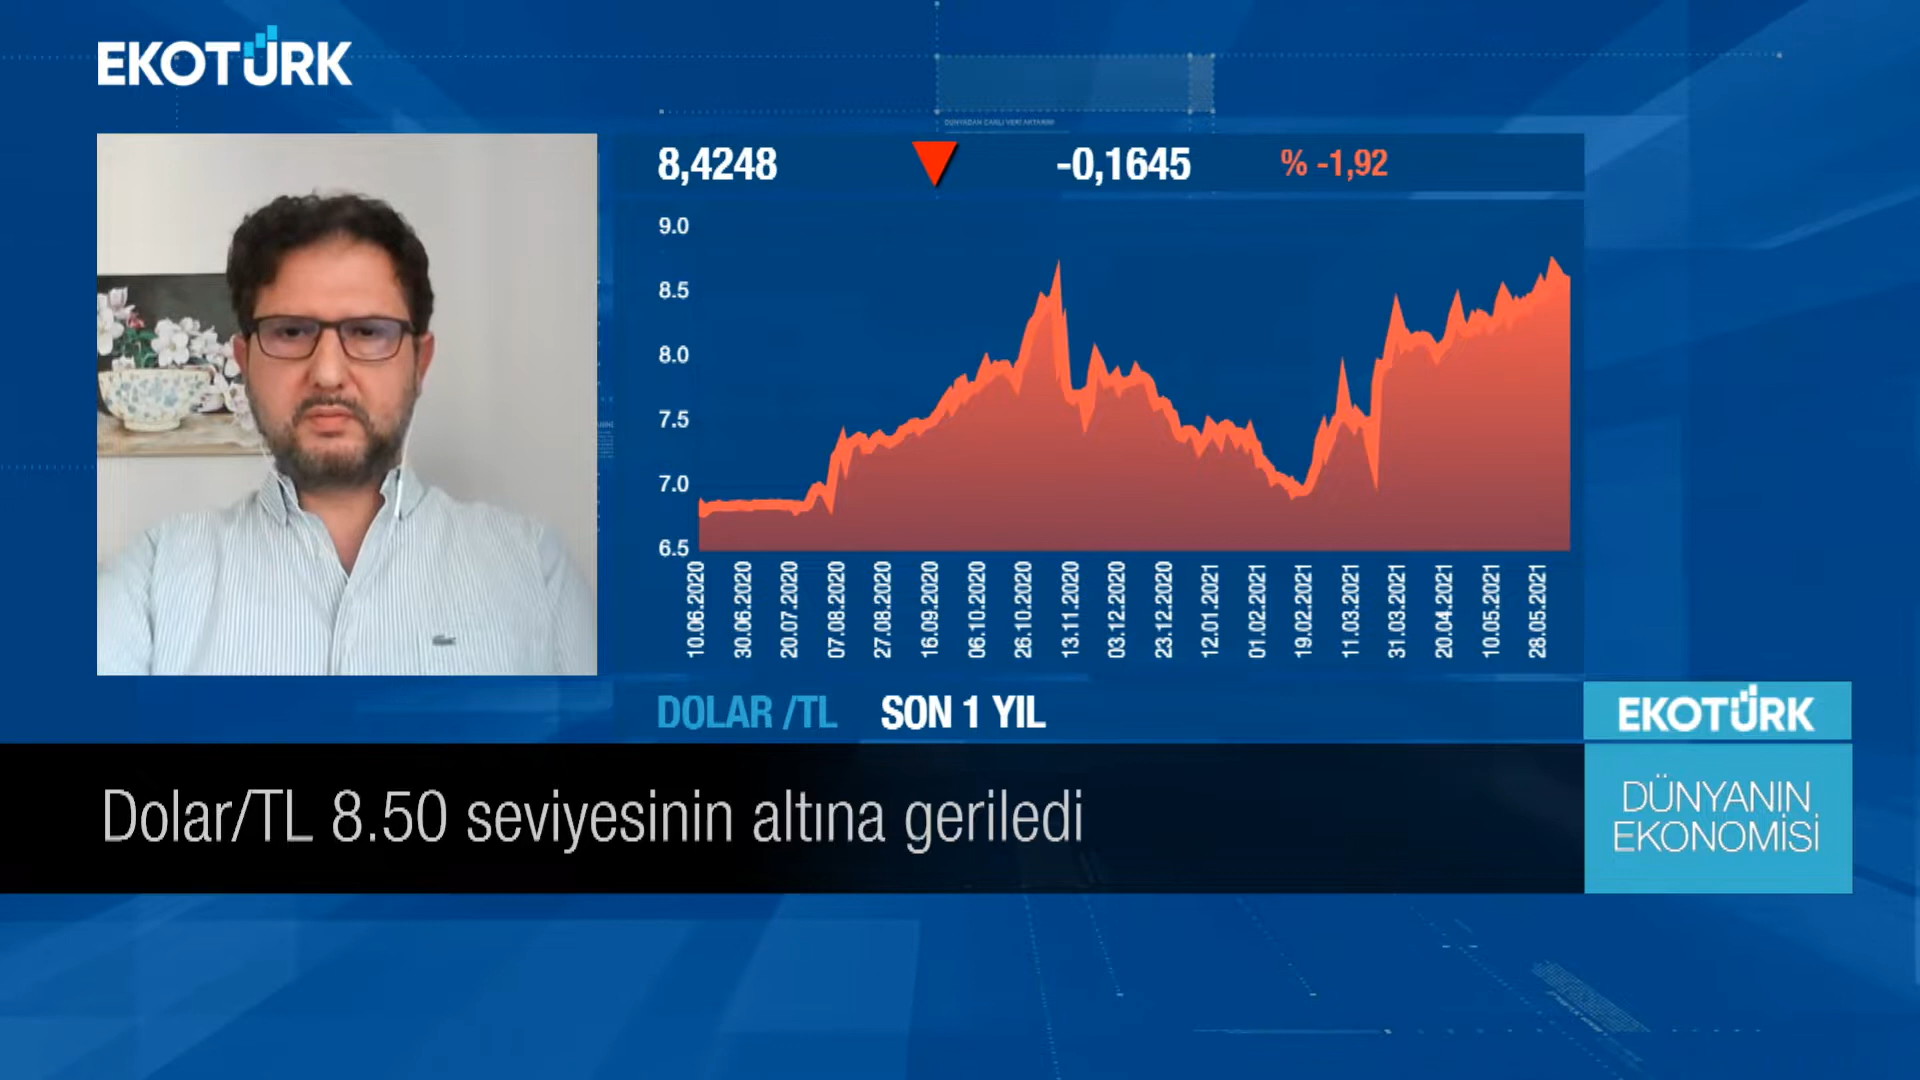 EKOTÜRK
DÜNYADAN CANLI VERİ AKTARIMI
8,4248 -0,1645 % -1,92
9.0
8.5
8.0
7.5
7.0
6.5
10.06.2020 30.06.2020 20.07.2020 07.08.2020 27.08.2020 16.09.2020 06.10.2020 26.10.2020 13.11.2020 03.12.2020 23.12.2020 12.01.2021 01.02.2021 19.02.2021 11.03.2021 31.03.2021 20.04.2021 10.05.2021 28.05.2021
DOLAR /TL SON 1 YIL
EKOTÜRK
Dolar/TL 8.50 seviyesinin altına geriledi
DÜNYANIN
EKONOMİSİ